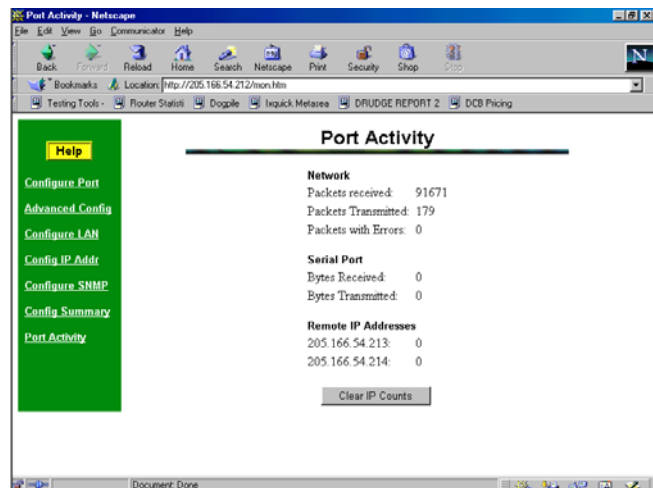 Port Activity - Netscape
File Edit View Go Communicator Help
Back Forward Reload Home Search Netscape Print Security Shop Stop
N
Bookmarks Location: http://205.166.54.212/mon.htm
Testing Tools - Router Statisti Dogpile Ixquick Metasea DRUDGE REPORT 2 DCB Pricing
Help
Configure Port
Advanced Config
Configure LAN
Config IP Addr
Configure SNMP
Config Summary
Port Activity
Port Activity
Network
Packets received: 91671
Packets Transmitted: 179
Packets with Errors: 0
Serial Port
Bytes Received: 0
Bytes Transmitted: 0
Remote IP Addresses
205.166.54.213: 0
205.166.54.214: 0
Clear IP Counts
Document: Done